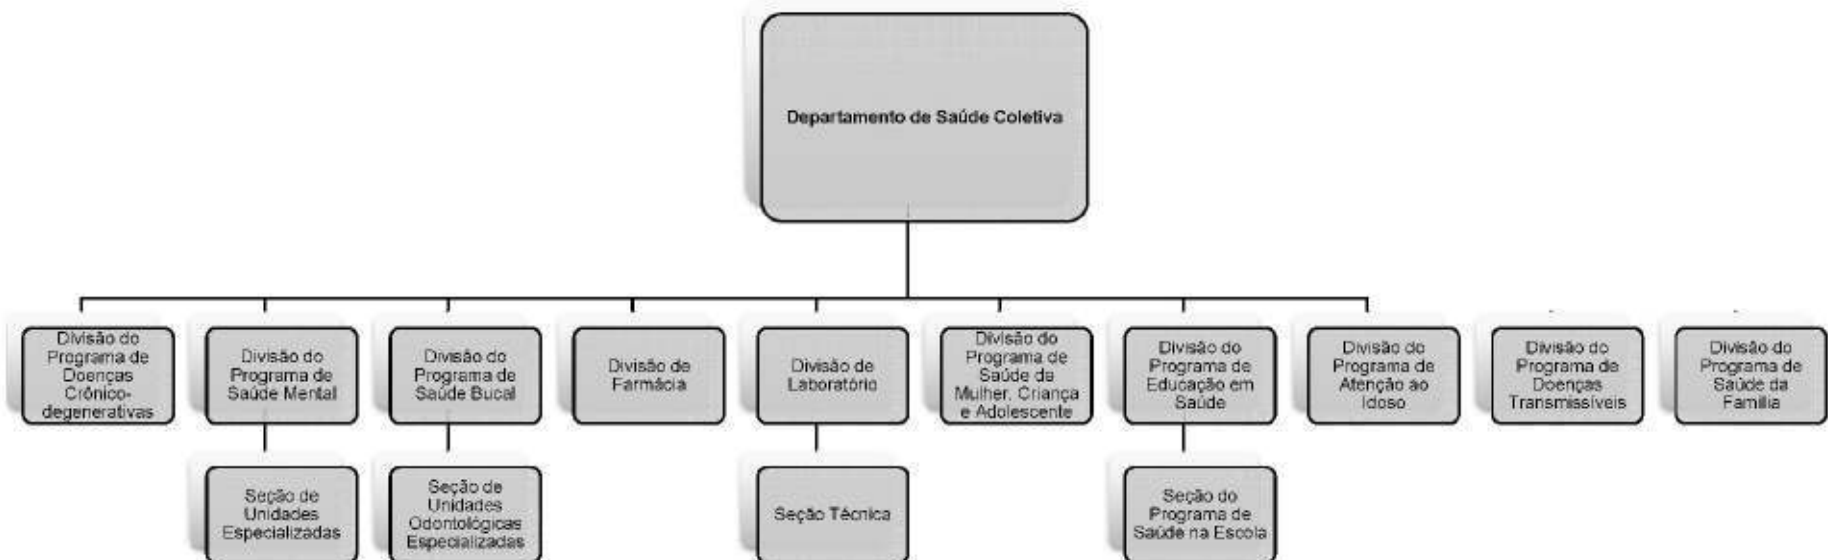 Departamento de Saúde Coletiva
Divisão do
Programa de
Doenças
Crônico-
degenerativas
Divisão do
Programa de
Saúde Mental
Divisão do
Programa de
Saúde Bucal
Divisão de
Farmácia
Divisão de
Laboratório
Divisão do
Programa de
Saúde da
Mulher, Criança
e Adolescente
Divisão do
Programa de
Educação em
Saúde
Divisão do
Programa de
Atenção ao
Idoso
Divisão do
Programa de
Doenças
Transmissíveis
Divisão do
Programa de
Saúde da
Família
Seção de
Unidades
Especializadas
Seção de
Unidades
Odontológicas
Especializadas
Seção Técnica
Seção do
Programa de
Saúde na Escola